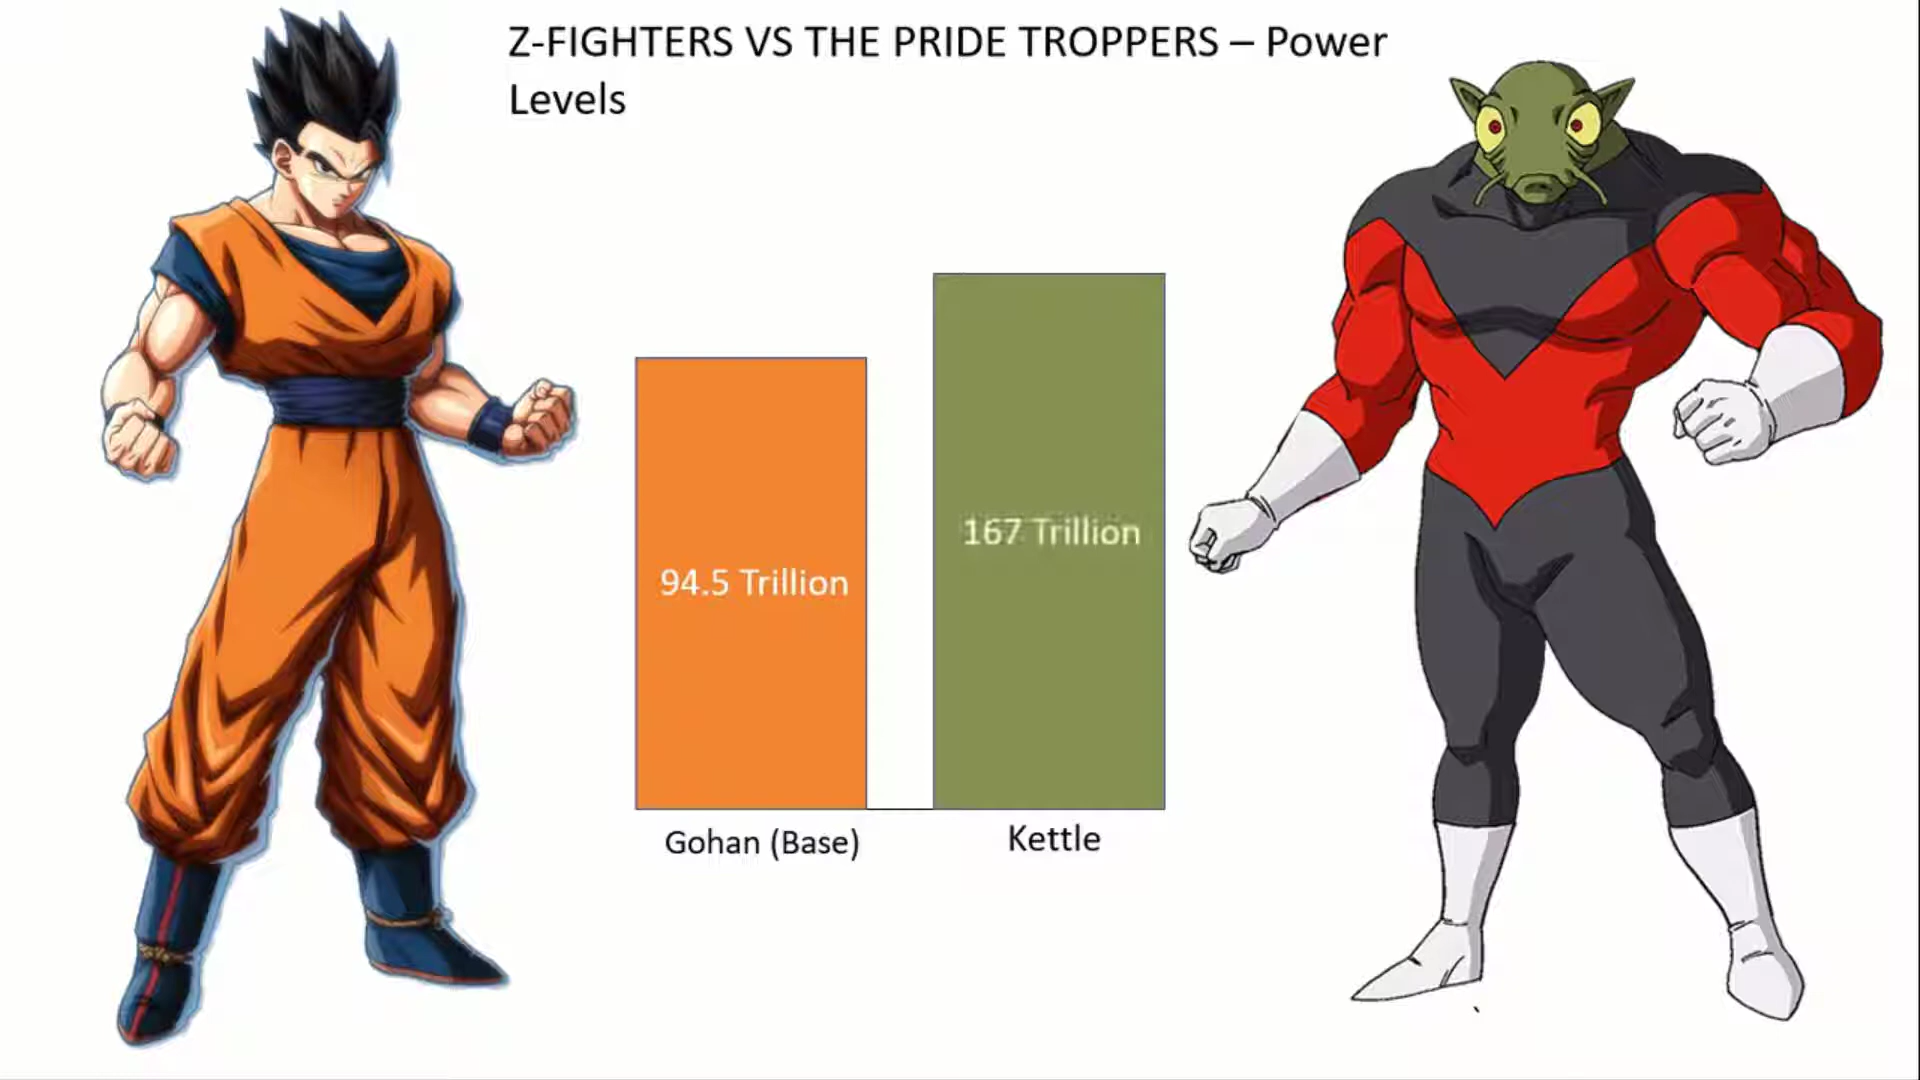 Z-FIGHTERS VS THE PRIDE TROPPERS – Power
Levels
167 Trillion
94.5 Trillion
Gohan (Base)
Kettle